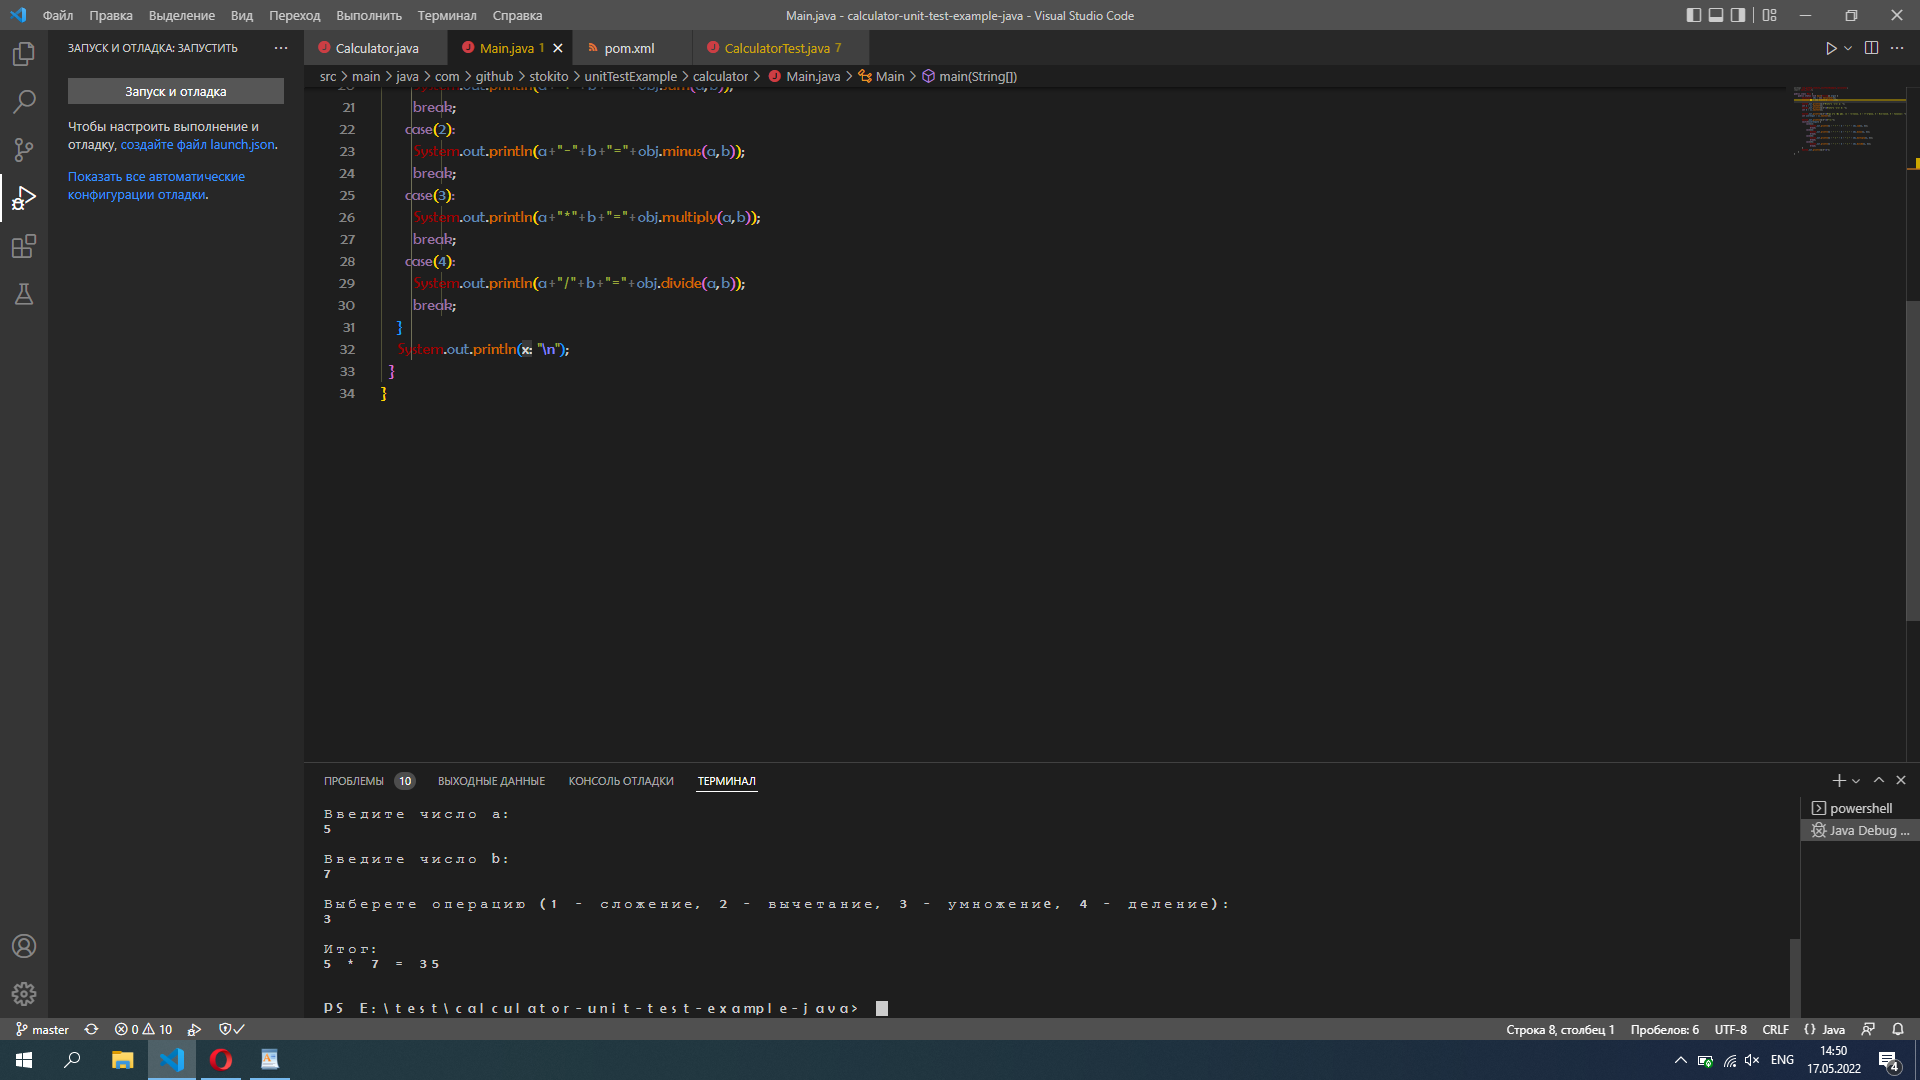 Файл Правка Выделение Вид Переход Выполнить Терминал Справка
Main.java - calculator-unit-test-example-java - Visual Studio Code
ЗАПУСК И ОТЛАДКА: ЗАПУСТИТЬ
Запуск и отладка
Чтобы настроить выполнение и
отладку, создайте файл launch.json.
Показать все автоматические
конфигурации отладки.
Calculator.java Main.java 1 pom.xml CalculatorTest.java 7
src > main > java > com > github > stokito > unitTestExample > calculator > Main.java > Main > main(String[])
21 break;
22 case(2):
23 System.out.println(a+"-"+b+"="+obj.minus(a,b));
24 break;
25 case(3):
26 System.out.println(a+"*"+b+"="+obj.multiply(a,b));
27 break;
28 case(4):
29 System.out.println(a+"/"+b+"="+obj.divide(a,b));
30 break;
31 }
32 System.out.println(x: "\n");
33 }
34 }
ПРОБЛЕМЫ 10 ВЫХОДНЫЕ ДАННЫЕ КОНСОЛЬ ОТЛАДКИ ТЕРМИНАЛ
Введите число a:
5
Введите число b:
7
Выберете операцию (1 - сложение, 2 - вычетание, 3 - умножение, 4 - деление):
3
Итог:
5 * 7 = 35
PS E:\test\calculator-unit-test-example-java>
powershell
Java Debug ...
master 0 10
Строка 8, столбец 1 Пробелов: 6 UTF-8 CRLF {} Java
ENG
14:50
17.05.2022
4